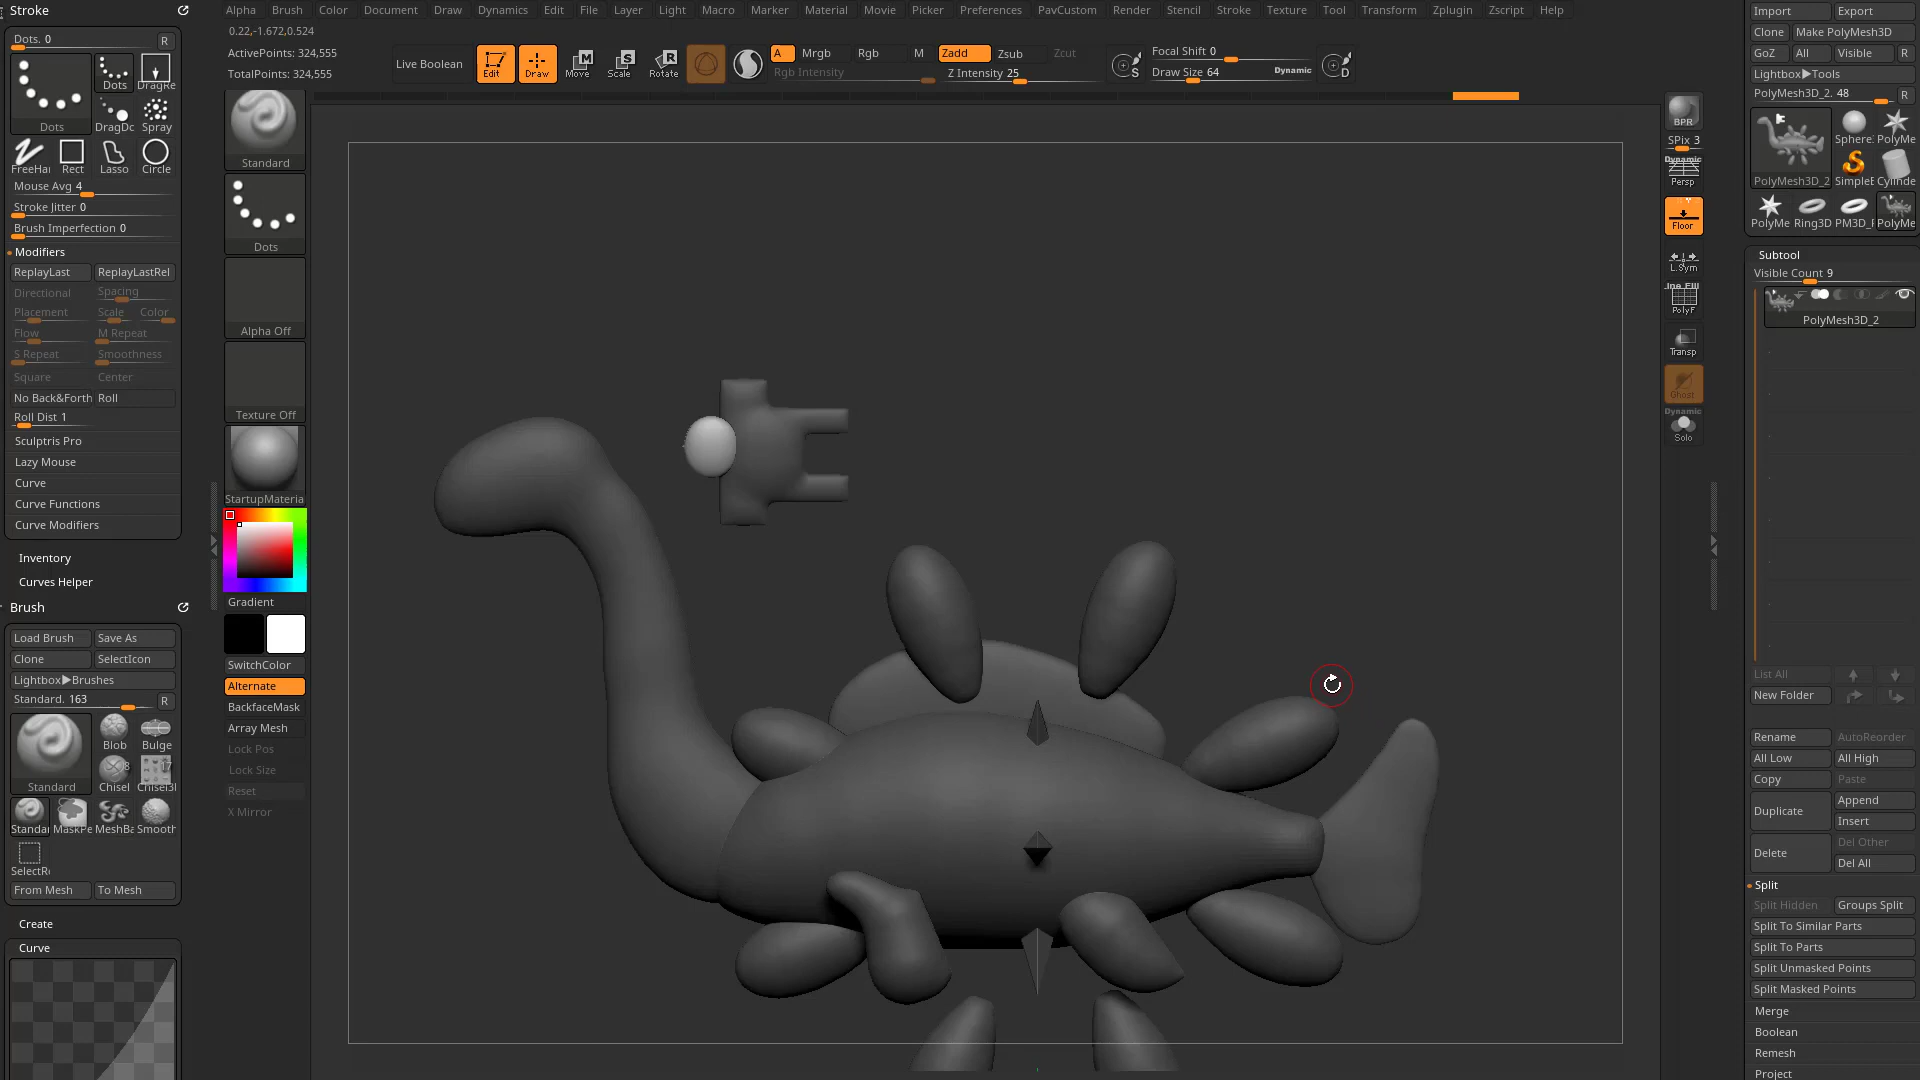 Stroke
Alpha Brush Color Document Draw Dynamics Edit File Layer Light Macro Marker Material Movie Picker Preferences PavCustom Render Stencil Stroke Texture Tool Transform Zplugin Zscript Help
Import Export
0.22,-1.672,0.524
Clone Make PolyMesh3D
Dots. 0 R
ActivePoints: 324,555
TotalPoints: 324,555
Live Boolean
Edit Draw Move Scale Rotate
A Mrgb Rgb M Zadd Zsub Zcut
Rgb Intensity Z Intensity 25
Focal Shift 0
Draw Size 64 Dynamic
S D
GoZ All Visible R
Lightbox▶Tools
PolyMesh3D_2. 48 R
Dots DragRe
Dots DragDo Spray
FreeHar Rect Lasso Circle
Mouse Avg 4
Stroke Jitter 0
Brush Imperfection 0
Modifiers
ReplayLast ReplayLastRel
Directional Spacing
Placement Scale Color
Flow M Repeat
S Repeat Smoothness
Square Center
No Back&Forth Roll
Roll Dist 1
Sculptris Pro
Lazy Mouse
Curve
Curve Functions
Curve Modifiers
Inventory
Curves Helper
Brush
Load Brush Save As
Clone SelectIcon
Lightbox▶Brushes
Standard. 163 R
Blob Bulge
Standard Chisel
Standar MaskPe MeshBa Smooth
SelectRe
From Mesh To Mesh
Create
Curve
Standard
Dots
Alpha Off
Texture Off
StartupMateria
Gradient
SwitchColor
Alternate
BackfaceMask
Array Mesh
Lock Pos
Lock Size
Reset
X Mirror
BPR
SPix 3
Dynamic
Persp
Floor
L.Sym
Line Fill
PolyF
Transp
Ghost
Dynamic
Solo
Sphere PolyMe
PolyMesh3D_2 SimpleB Cylinde
PolyMe Ring3D PM3D_R PolyMe
Subtool
Visible Count 9
PolyMesh3D_2
List All
New Folder
Rename AutoReorder
All Low All High
Copy Paste
Duplicate Append
Insert
Delete Del Other
Del All
Split
Split Hidden Groups Split
Split To Similar Parts
Split To Parts
Split Unmasked Points
Split Masked Points
Merge
Boolean
Remesh
Project